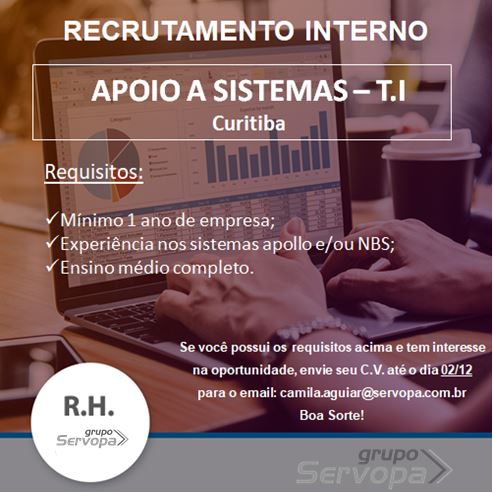 RECRUTAMENTO INTERNO
APOIO A SISTEMAS – T.I
Curitiba
Requisitos:
✓Mínimo 1 ano de empresa;
✓Experiência nos sistemas apollo e/ou NBS;
✓Ensino médio completo.
Se você possui os requisitos acima e tem interesse
na oportunidade, envie seu C.V. até o dia 02/12
para o email: camila.aguiar@servopa.com.br
Boa Sorte!
R.H.
grupo
Servopa
grupo
Servopa